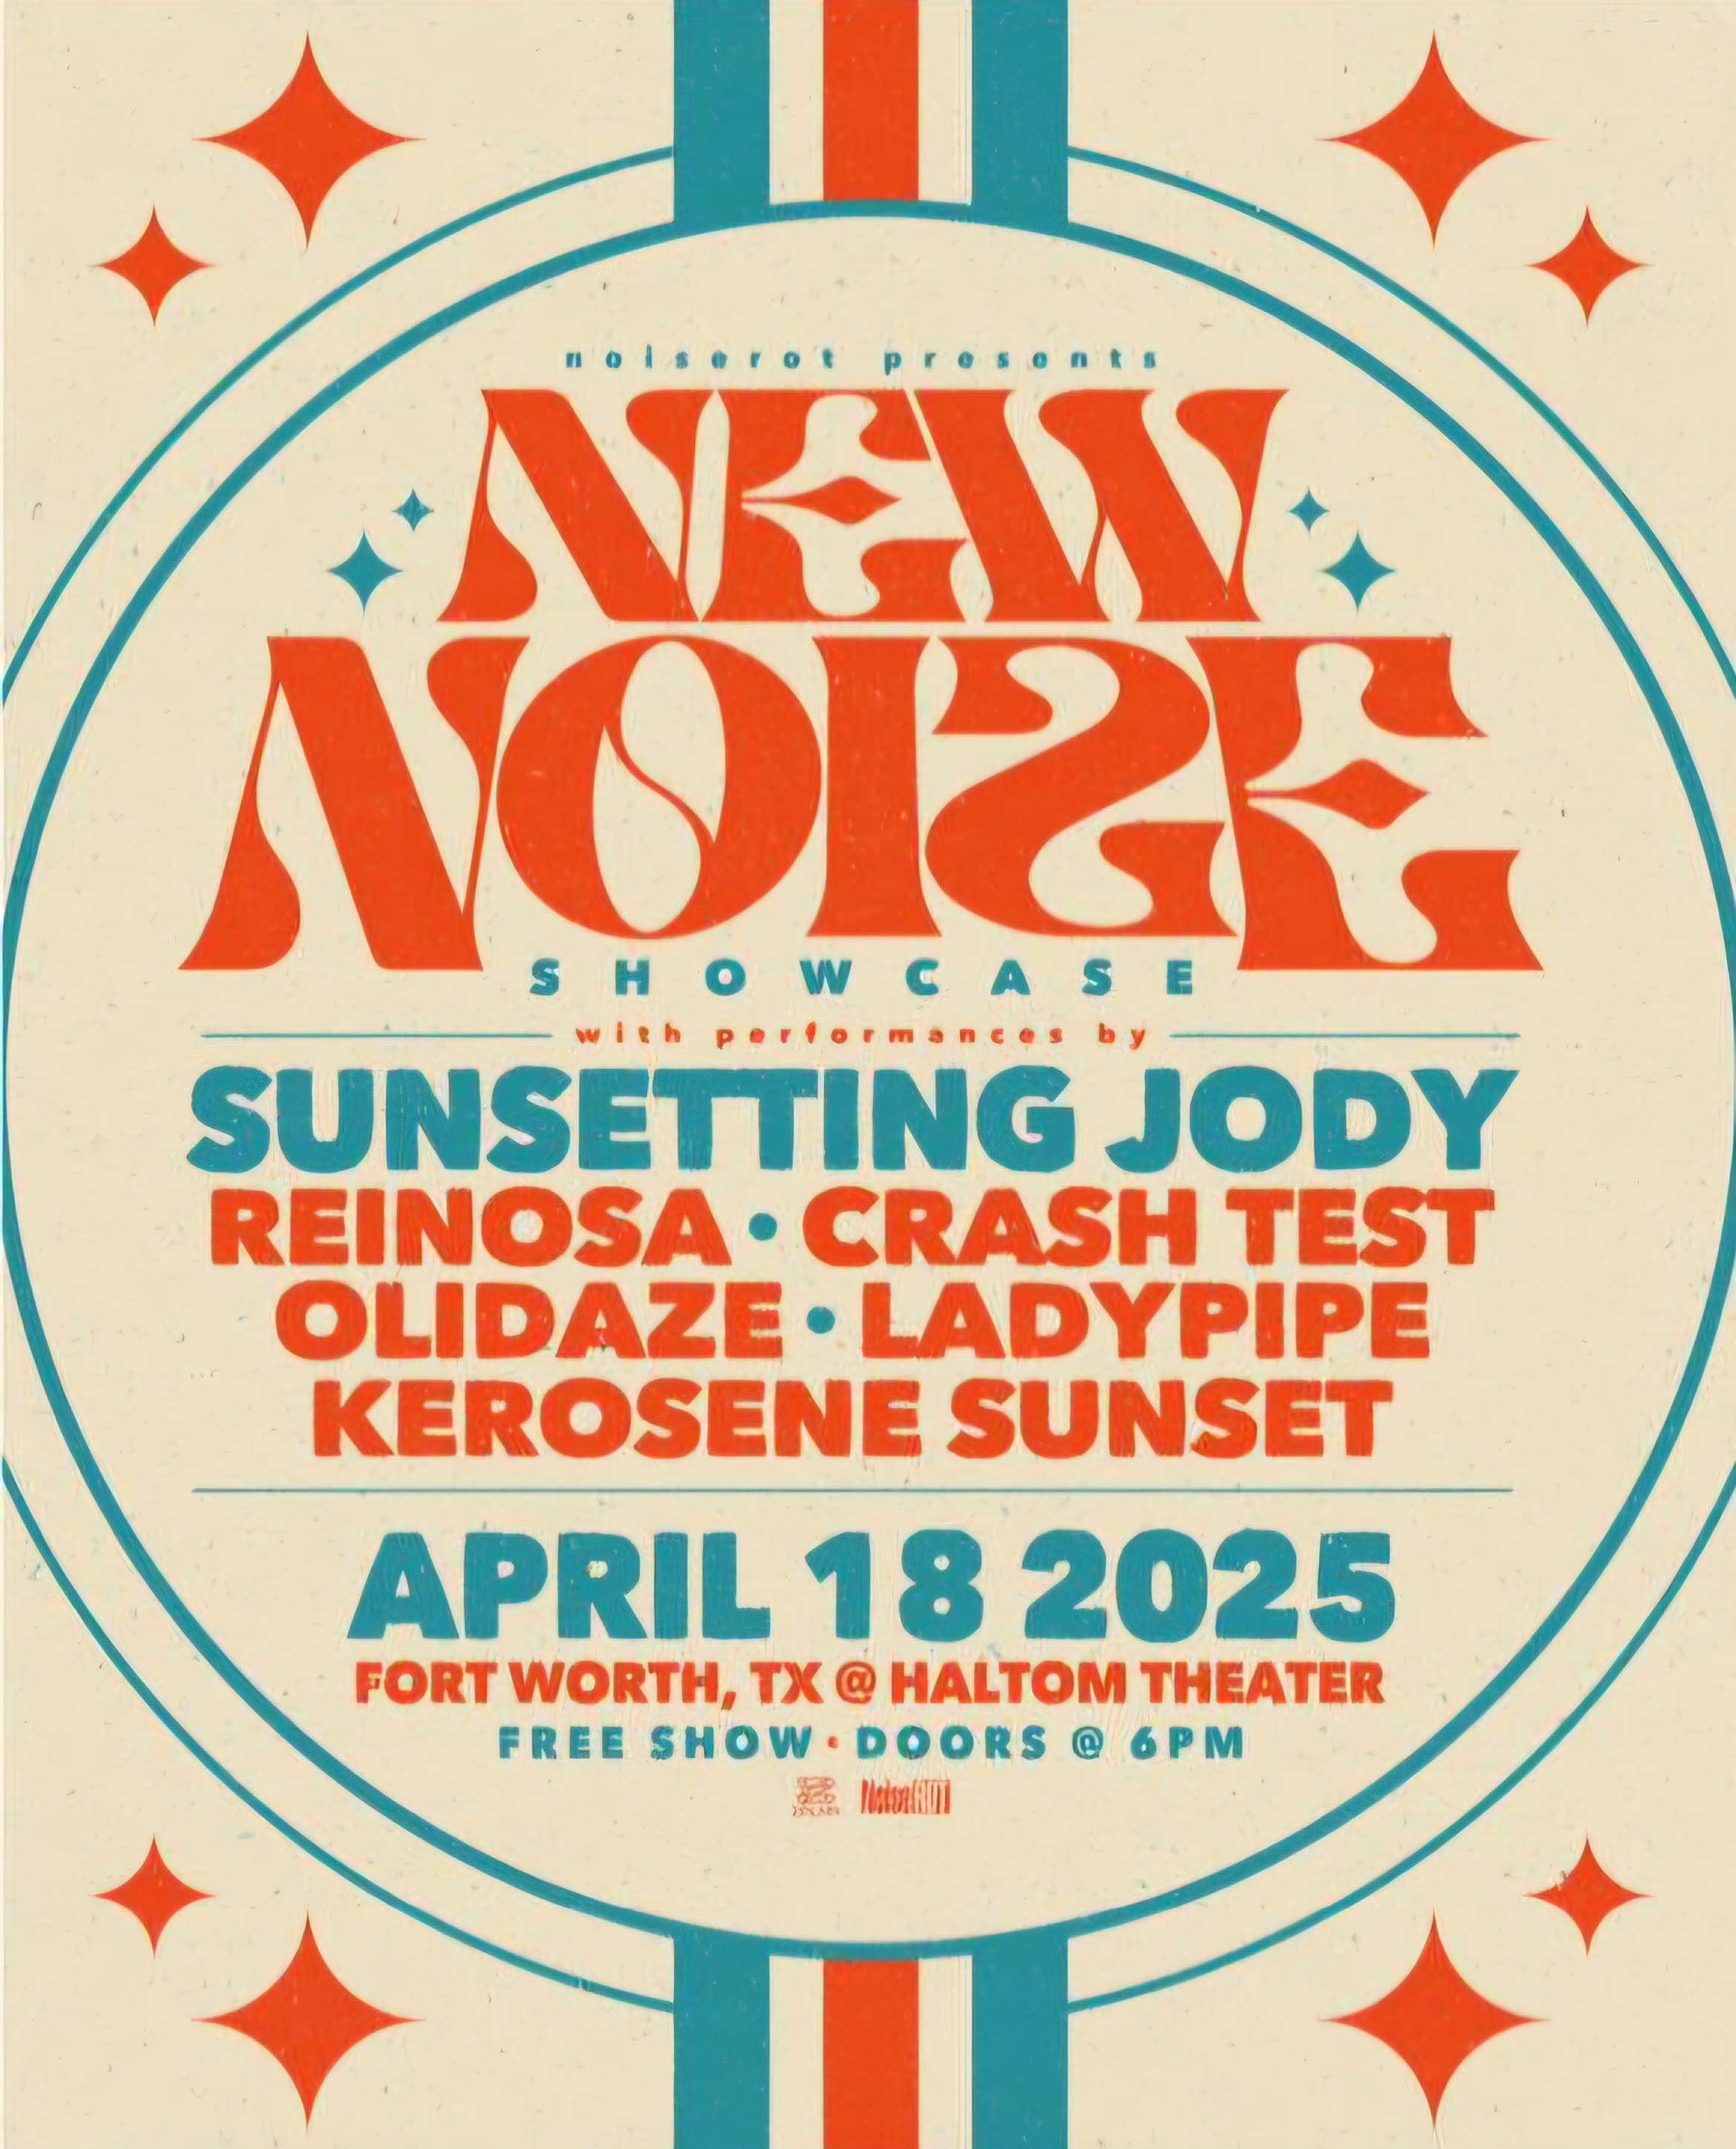 noiserot presents
NEW
NOISE
SHOWCASE
with performances by
SUNSETTING JODY
REINOSA • CRASH TEST
OLIDAZE • LADYPIPE
KEROSENE SUNSET
APRIL 18 2025
FORT WORTH, TX @ HALTOM THEATER
FREE SHOW • DOORS @ 6PM